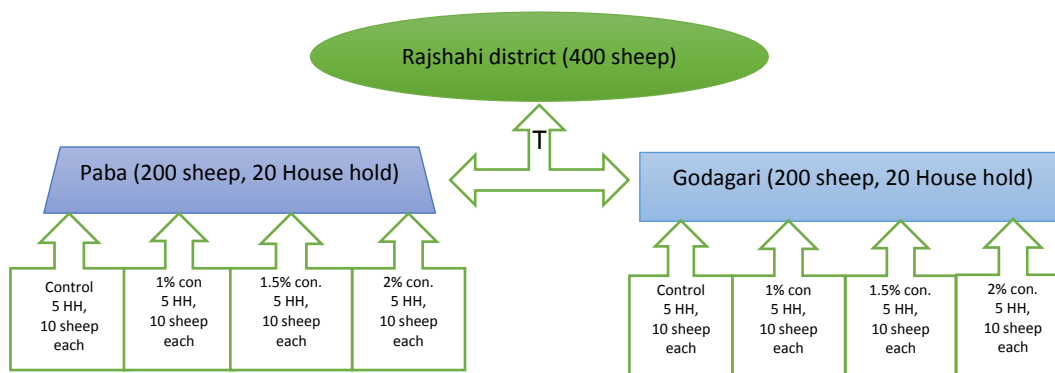 Rajshahi district (400 sheep)
T
Paba (200 sheep, 20 House hold)
Godagari (200 sheep, 20 House hold)
Control
5 HH,
10 sheep
each
1% con
5 HH,
10 sheep
each
1.5% con.
5 HH,
10 sheep
each
2% con.
5 HH,
10 sheep
each
Control
5 HH,
10 sheep
each
1% con
5 HH,
10 sheep
each
1.5% con.
5 HH,
10 sheep
each
2% con.
5 HH,
10 sheep
each